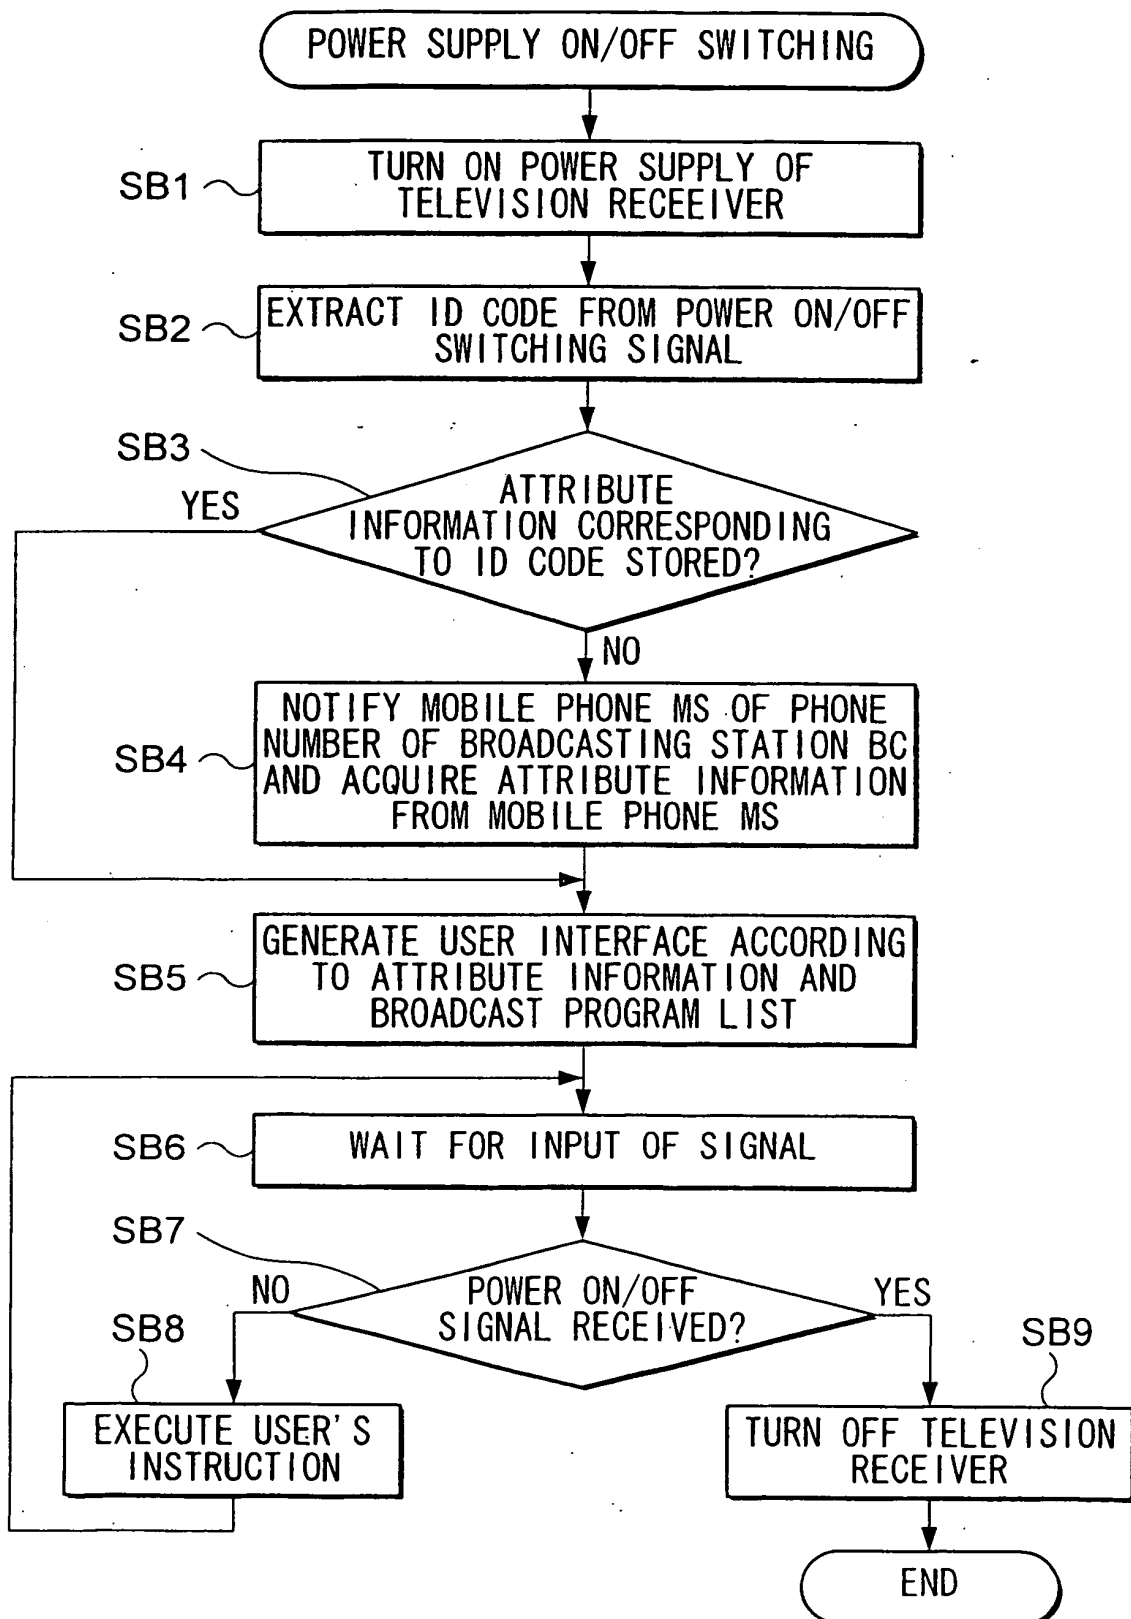 POWER SUPPLY ON/OFF SWITCHING
SB1
TURN ON POWER SUPPLY OF
TELEVISION RECEEIVER
SB2
EXTRACT ID CODE FROM POWER ON/OFF
SWITCHING SIGNAL
SB3
YES
ATTRIBUTE
INFORMATION CORRESPONDING
TO ID CODE STORED?
NO
SB4
NOTIFY MOBILE PHONE MS OF PHONE
NUMBER OF BROADCASTING STATION BC
AND ACQUIRE ATTRIBUTE INFORMATION
FROM MOBILE PHONE MS
SB5
GENERATE USER INTERFACE ACCORDING
TO ATTRIBUTE INFORMATION AND
BROADCAST PROGRAM LIST
SB6
WAIT FOR INPUT OF SIGNAL
SB7
POWER ON/OFF
SIGNAL RECEIVED?
NO
YES
SB8
EXECUTE USER'S
INSTRUCTION
SB9
TURN OFF TELEVISION
RECEIVER
END